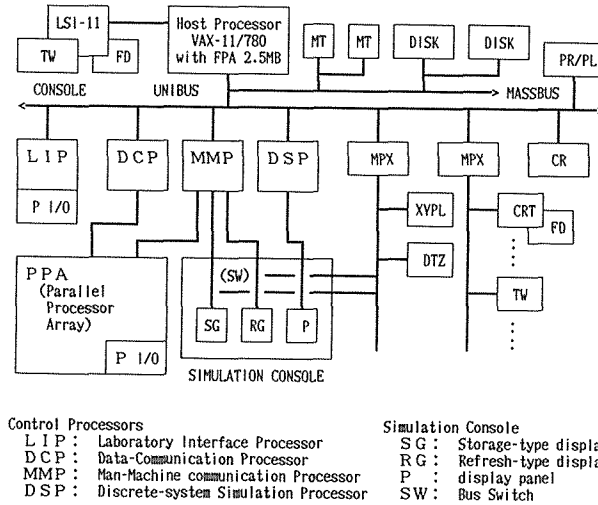 LSi-11
TW
FD
CONSOLE
Host Processor
VAX-11/780
with FPA 2.5MB
UNIBUS
MT
MT
DISK
DISK
PR/PL
MASSBUS
LIP
P I/O
DCP
MMP
DSP
MPX
MPX
CR
XYPL
DTZ
CRT
FD
TW
PPA
(Parallel
Processor
Array)
P I/O
(SW)
SG
RG
P
SIMULATION CONSOLE
Control Processors
LIP: Laboratory Interface Processor
DCP: Data-Communication Processor
MMP: Man-Machine communication Processor
DSP: Discrete-system Simulation Processor
Simulation Console
SG: Storage-type displa
RG: Refresh-type displa
P : display panel
SW: Bus Switch